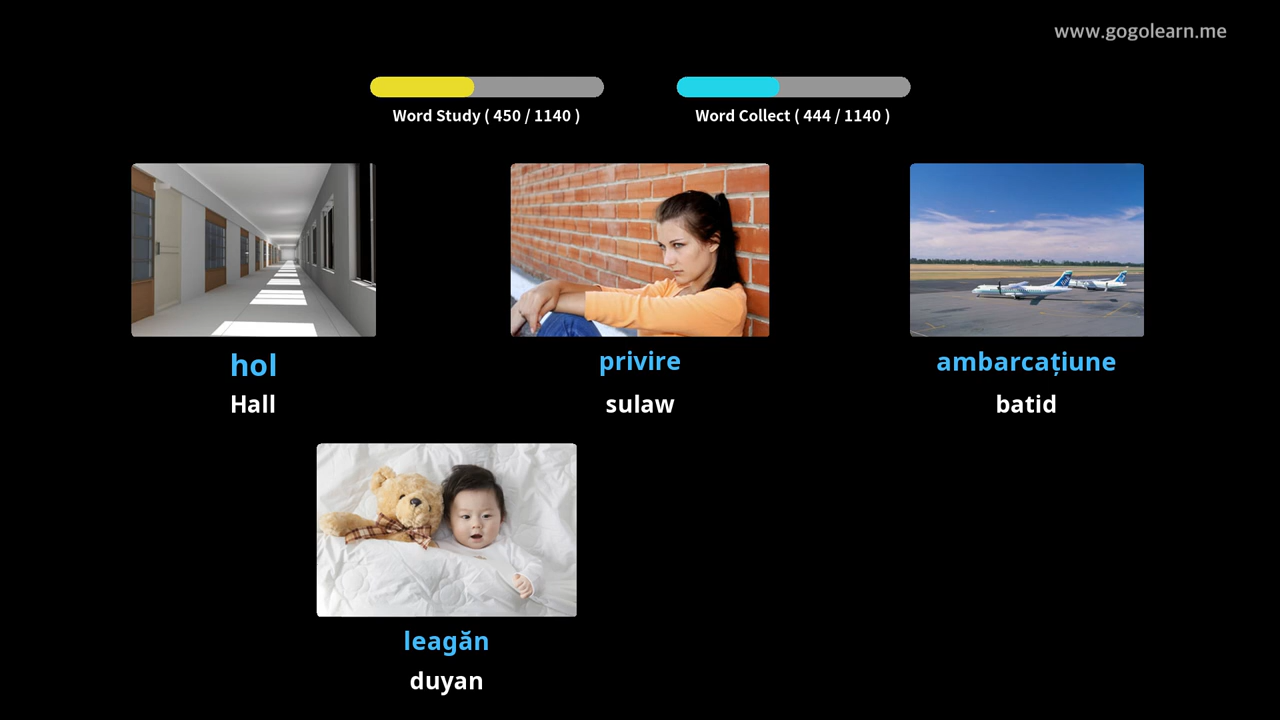 www.gogolearn.me
Word Study ( 450 / 1140 )
Word Collect ( 444 / 1140 )
hol
Hall
privire
sulaw
ambarcațiune
batid
leagăn
duyan